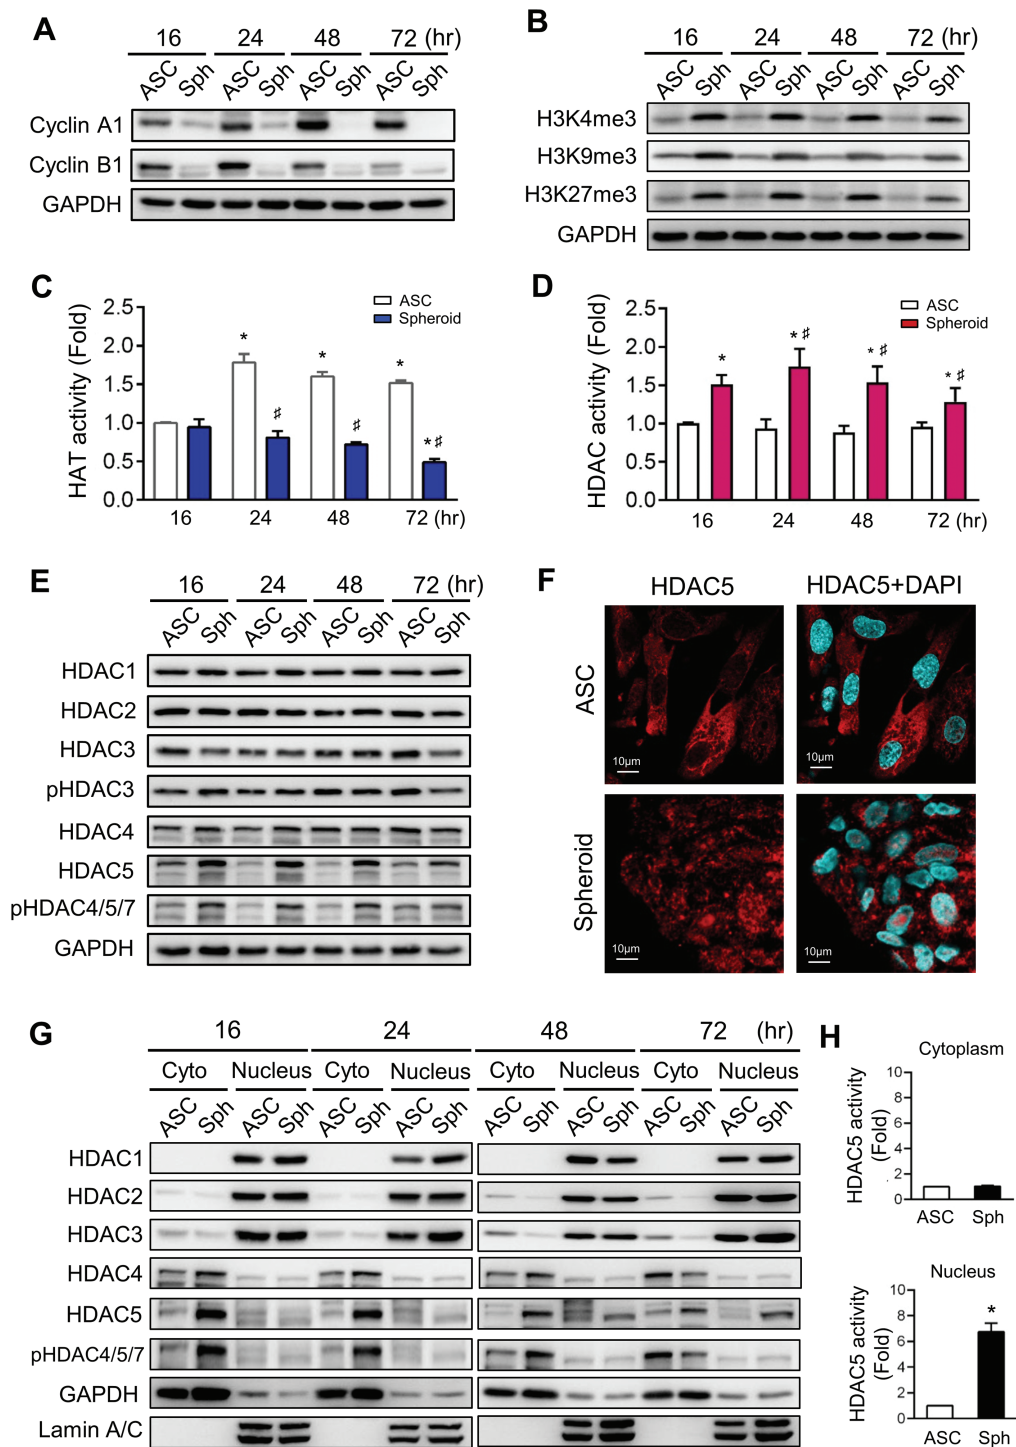 A
16 24 48 72 (hr)
ASC Sph ASC Sph ASC Sph ASC Sph
Cyclin A1
Cyclin B1
GAPDH
B
16 24 48 72 (hr)
ASC Sph ASC Sph ASC Sph ASC Sph
H3K4me3
H3K9me3
H3K27me3
GAPDH
C
HAT activity (Fold)
2.5
2.0
1.5
1.0
0.5
0.0
ASC
Spheroid
* * *
♯ ♯ *♯
16 24 48 72 (hr)
D
HDAC activity (Fold)
2.5
2.0
1.5
1.0
0.5
0.0
ASC
Spheroid
* *♯ *♯ *♯
16 24 48 72 (hr)
E
16 24 48 72 (hr)
ASC Sph ASC Sph ASC Sph ASC Sph
HDAC1
HDAC2
HDAC3
pHDAC3
HDAC4
HDAC5
pHDAC4/5/7
GAPDH
F
HDAC5 HDAC5+DAPI
ASC
10μm 10μm
Spheroid
10μm 10μm
G
16 24 48 72 (hr)
Cyto Nucleus Cyto Nucleus Cyto Nucleus Cyto Nucleus
ASC Sph ASC Sph ASC Sph ASC Sph ASC Sph ASC Sph ASC Sph ASC Sph
HDAC1
HDAC2
HDAC3
HDAC4
HDAC5
pHDAC4/5/7
GAPDH
Lamin A/C
H
Cytoplasm
HDAC5 activity
(Fold)
10
8
6
4
2
0
ASC Sph
Nucleus
HDAC5 activity
(Fold)
10
8
6
4
2
0
*
ASC Sph